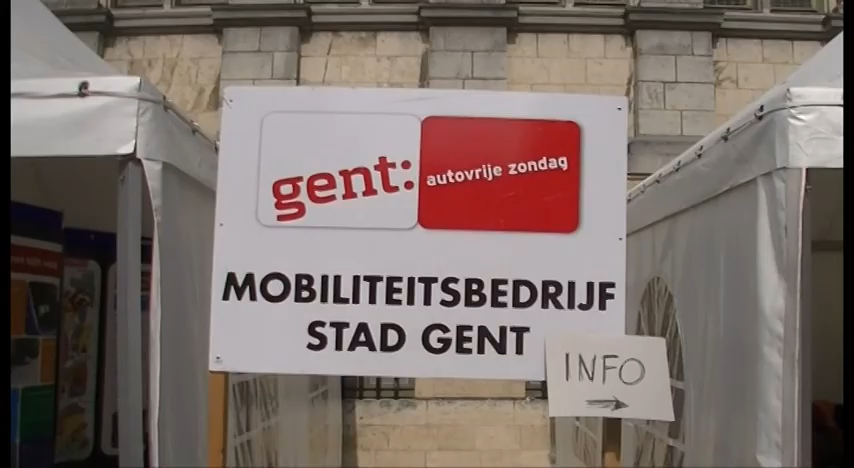 gent: autovrije zondag
MOBILITEITSBEDRIJF
STAD GENT
INFO